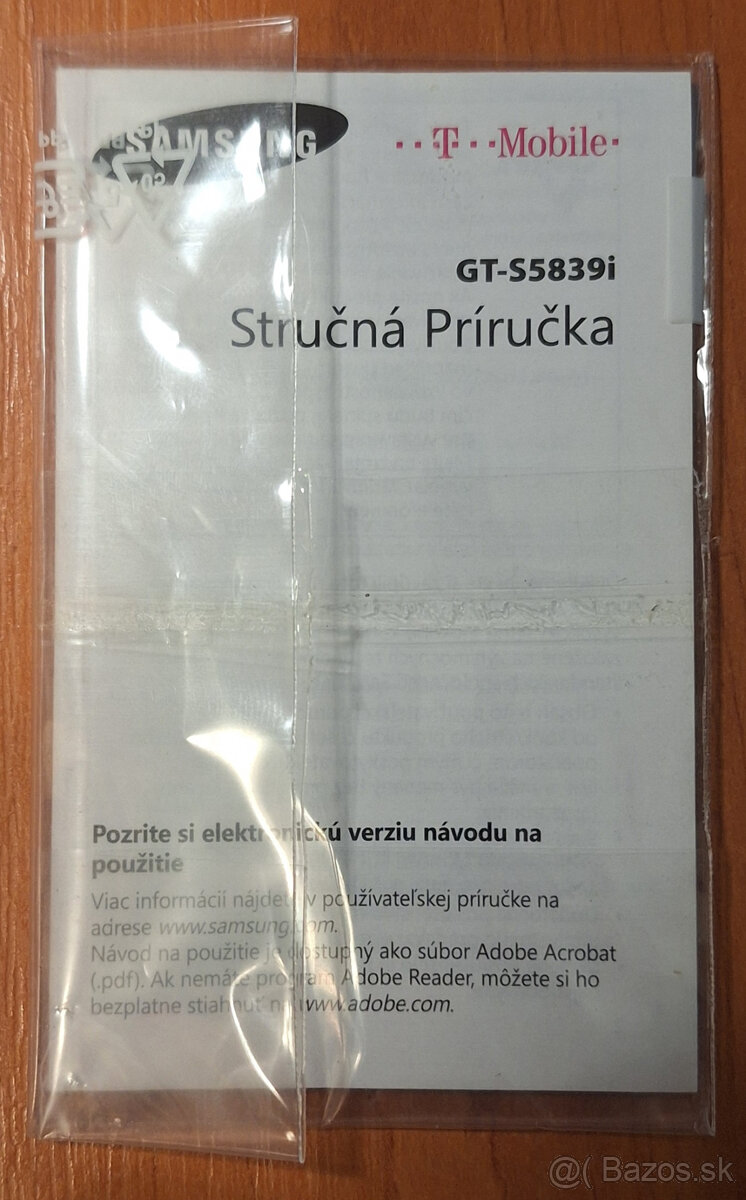 SAMSUNG
··T··Mobile·
GT-S5839i
Stručná Príručka
Pozrite si elektronickú verziu návodu na
použitie
Viac informácií nájdete v používateľskej príručke na
adrese www.samsung.com.
Návod na použitie je dostupný ako súbor Adobe Acrobat
(.pdf). Ak nemáte program Adobe Reader, môžete si ho
bezplatne stiahnuť na www.adobe.com.
@( Bazos.sk